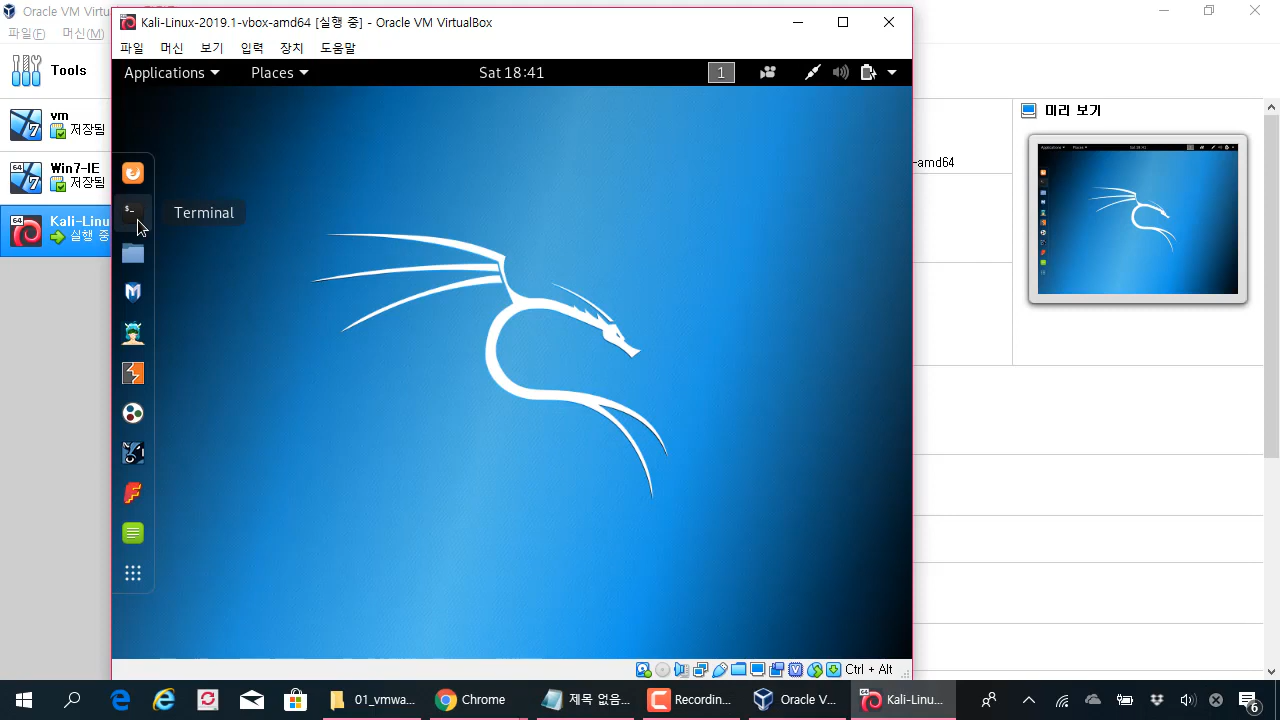 Oracle VM Virtu
파일(F) 머신(M)
Tools
vm
저장됨
Win7-IE
저장됨
Kali-Linu
실행 중
Kali-Linux-2019.1-vbox-amd64 [실행 중] - Oracle VM VirtualBox
파일 머신 보기 입력 장치 도움말
Applications Places Sat 18:41 1
$-
Terminal
-amd64
미리 보기
Ctrl + Alt
01_vmwa...
Chrome
제목 없음...
Recordin...
Oracle V...
Kali-Linu...
6